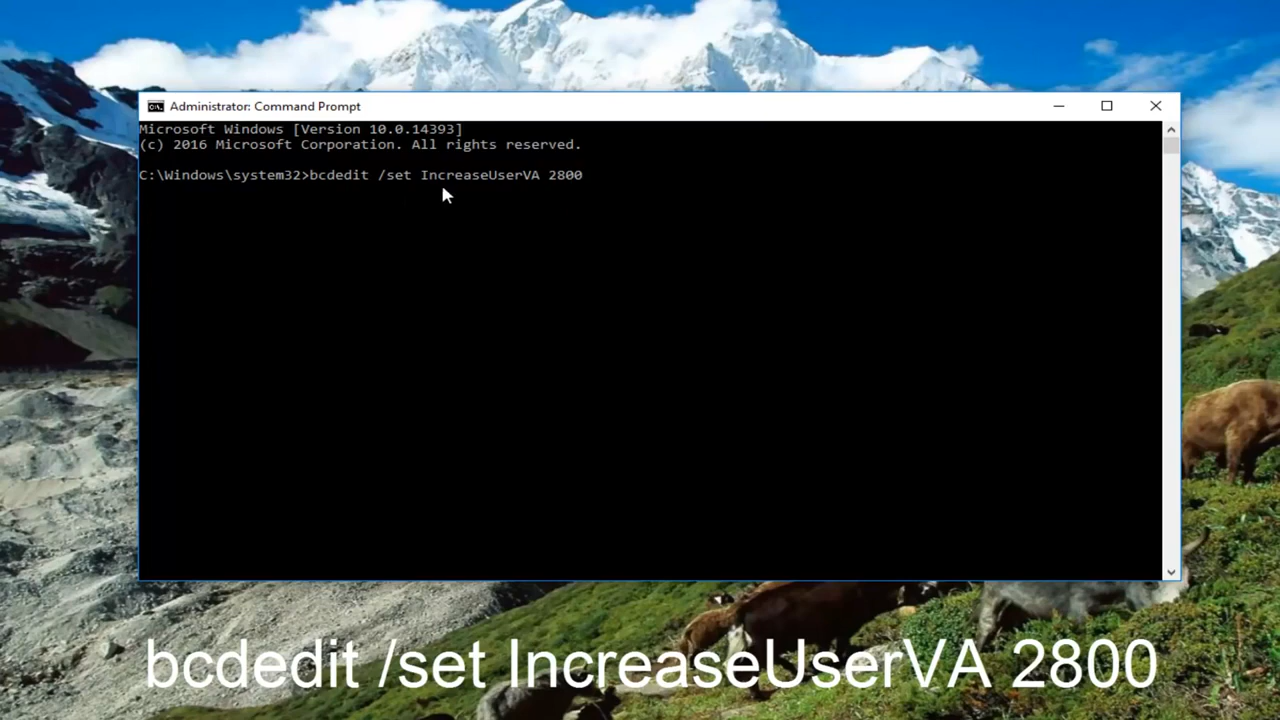 Administrator: Command Prompt
Microsoft Windows [Version 10.0.14393]
(c) 2016 Microsoft Corporation. All rights reserved.
C:\Windows\system32>bcdedit /set IncreaseUserVA 2800
bcdedit /set IncreaseUserVA 2800